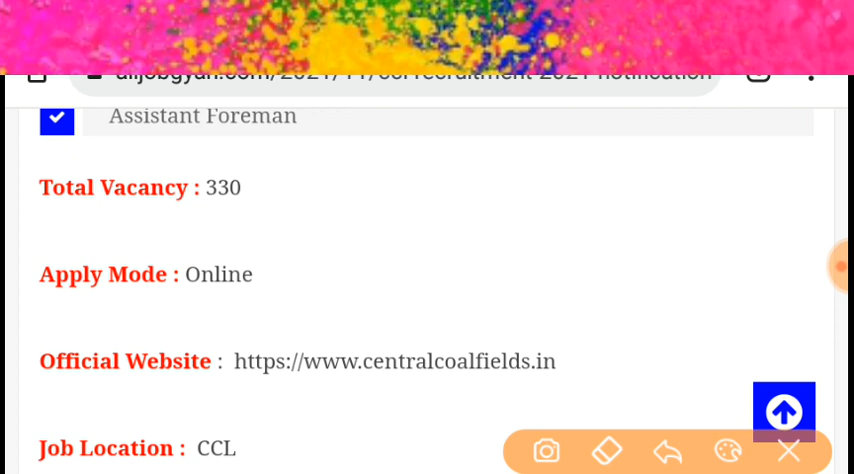 Assistant Foreman
Total Vacancy : 330
Apply Mode : Online
Official Website : https://www.centralcoalfields.in
Job Location : CCL